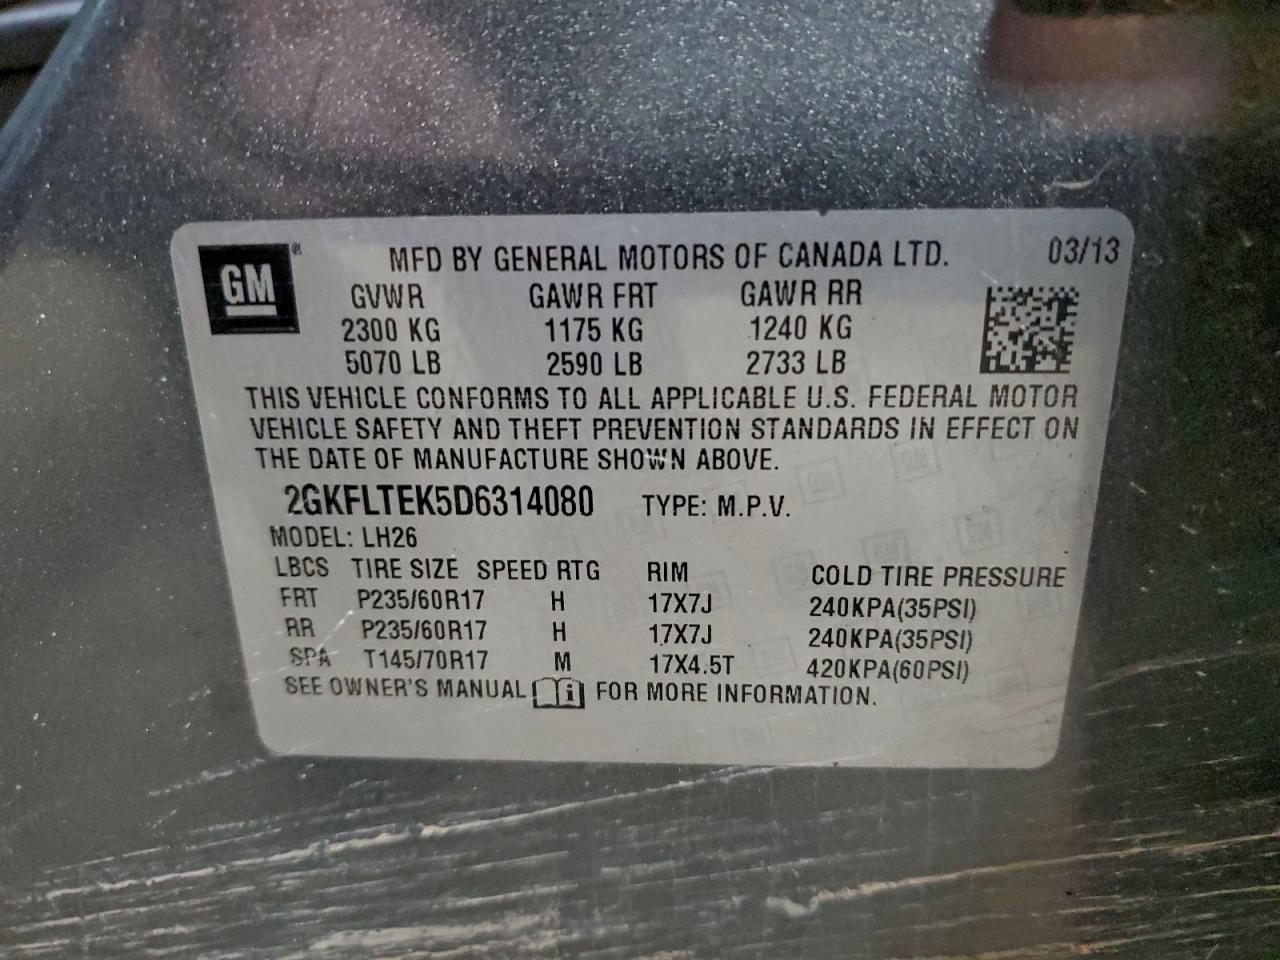 GM ® MFD BY GENERAL MOTORS OF CANADA LTD. 03/13
GVWR GAWR FRT GAWR RR
2300 KG 1175 KG 1240 KG
5070 LB 2590 LB 2733 LB
THIS VEHICLE CONFORMS TO ALL APPLICABLE U.S. FEDERAL MOTOR
VEHICLE SAFETY AND THEFT PREVENTION STANDARDS IN EFFECT ON
THE DATE OF MANUFACTURE SHOWN ABOVE.
2GKFLTEK5D6314080 TYPE: M.P.V.
MODEL: LH26
LBCS TIRE SIZE SPEED RTG RIM COLD TIRE PRESSURE
FRT P235/60R17 H 17X7J 240KPA(35PSI)
RR P235/60R17 H 17X7J 240KPA(35PSI)
SPA T145/70R17 M 17X4.5T 420KPA(60PSI)
SEE OWNER'S MANUAL i FOR MORE INFORMATION.